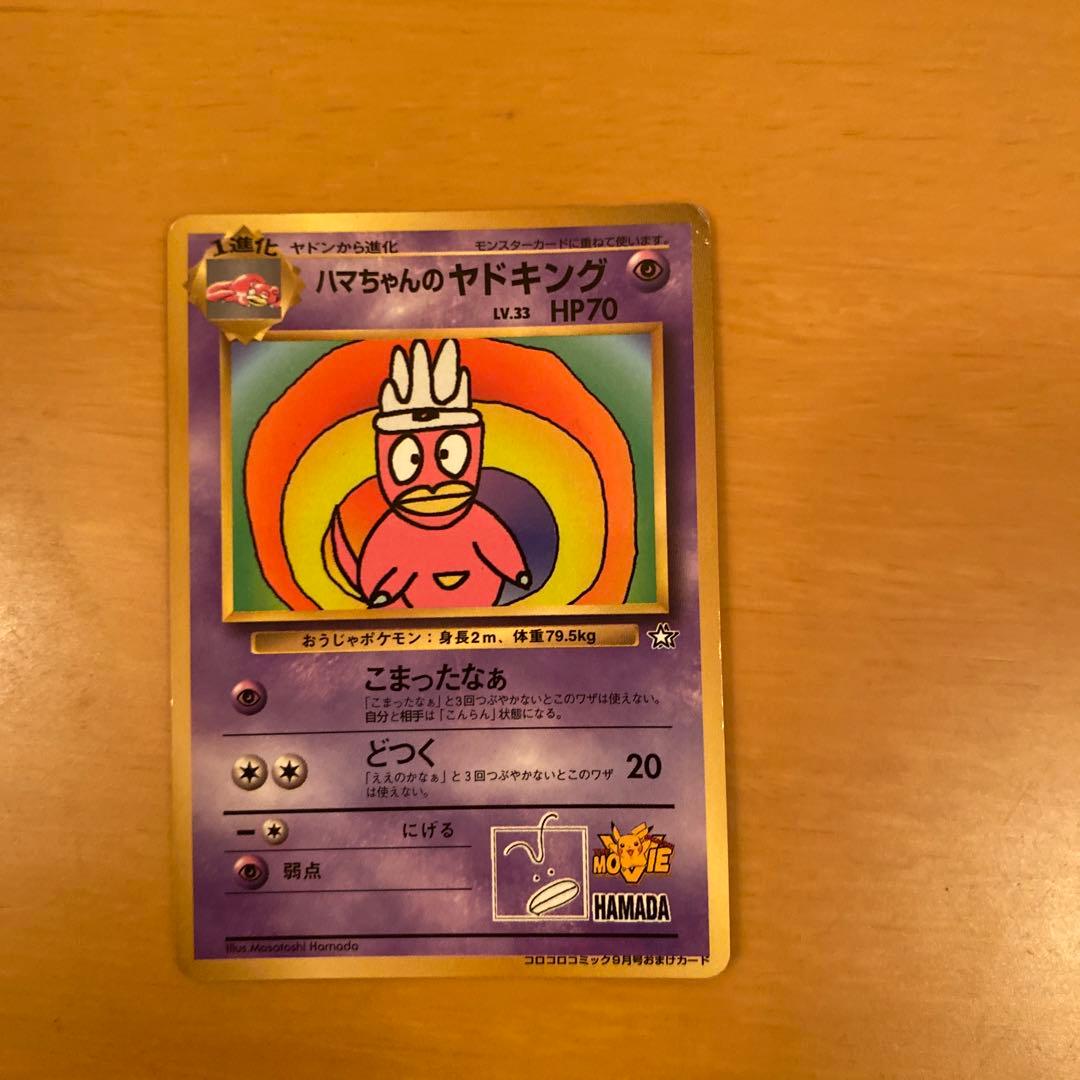 1進化 ヤドンから進化 モンスターカードに重ねて使います。
ハマちゃんのヤドキング
LV.33 HP70
おうじゃポケモン：身長2m、体重79.5kg
こまったなぁ
「こまったなぁ」と3回つぶやかないとこのワザは使えない。
自分と相手は「こんらん」状態になる。
どつく 20
「ええのかなぁ」と3回つぶやかないとこのワザ
は使えない。
にげる
弱点
MOVIE
HAMADA
Illus.Masatoshi Hamada
コロコロコミック9月号おまけカード